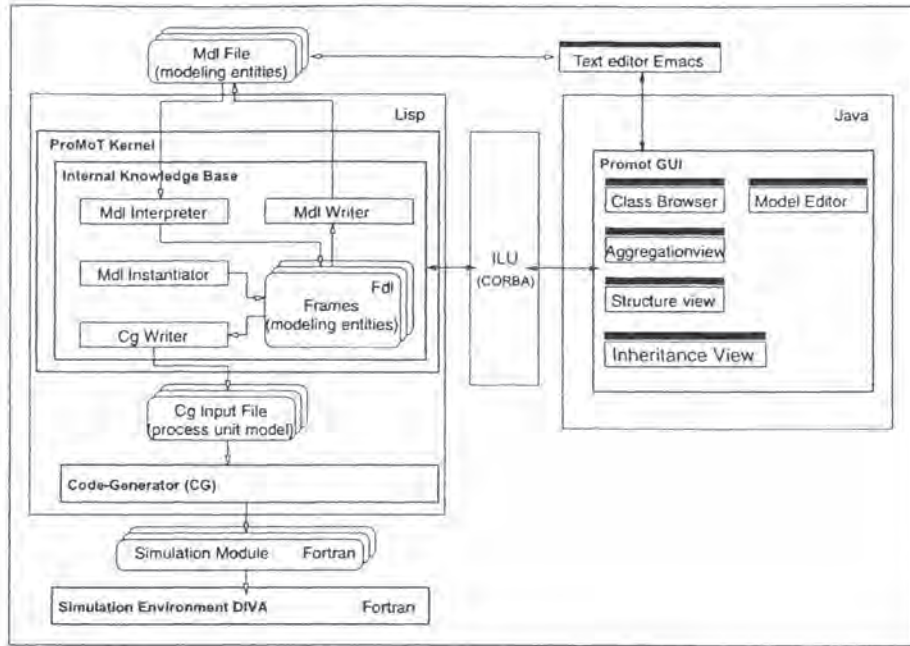 Mdl File
(modeling entities)
Text editor Emacs
Lisp
Java
ProMoT Kernel
Internal Knowledge Base
Mdl Interpreter
Mdl Writer
Mdl Instantiator
Fdl
Frames
(modeling entities)
Cg Writer
Cg Input File
(process unit model)
Code-Generator (CG)
Simulation Module Fortran
Simulation Environment DIVA Fortran
ILU
(CORBA)
Promot GUI
Class Browser
Model Editor
Aggregationview
Structure view
Inheritance View